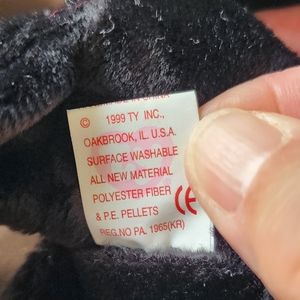 © 1999 TY INC.,
OAKBROOK, IL. U.S.A.
SURFACE WASHABLE
ALL NEW MATERIAL
POLYESTER FIBER
& P.E. PELLETS CE
REG.NO PA. 1965(KR)